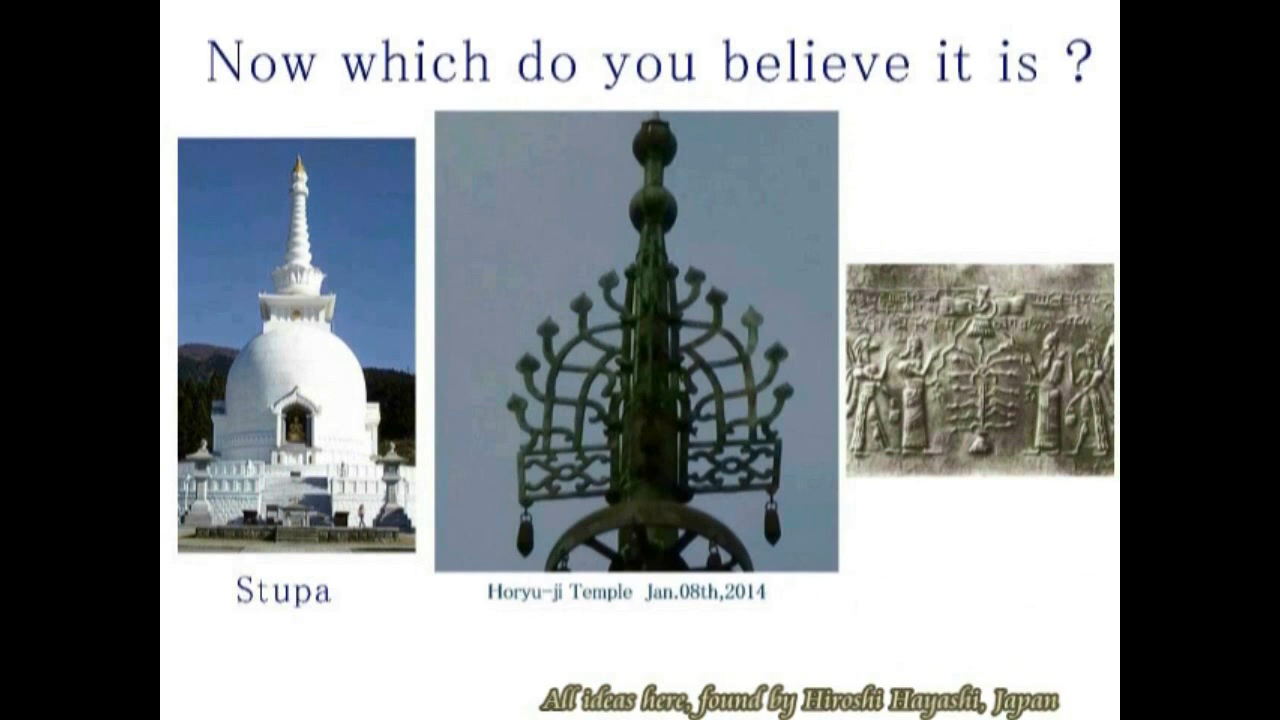 Now which do you believe it is ?
Stupa
Horyu-ji Temple Jan.08th,2014
All ideas here, found by Hiroshi Hayashi, Japan